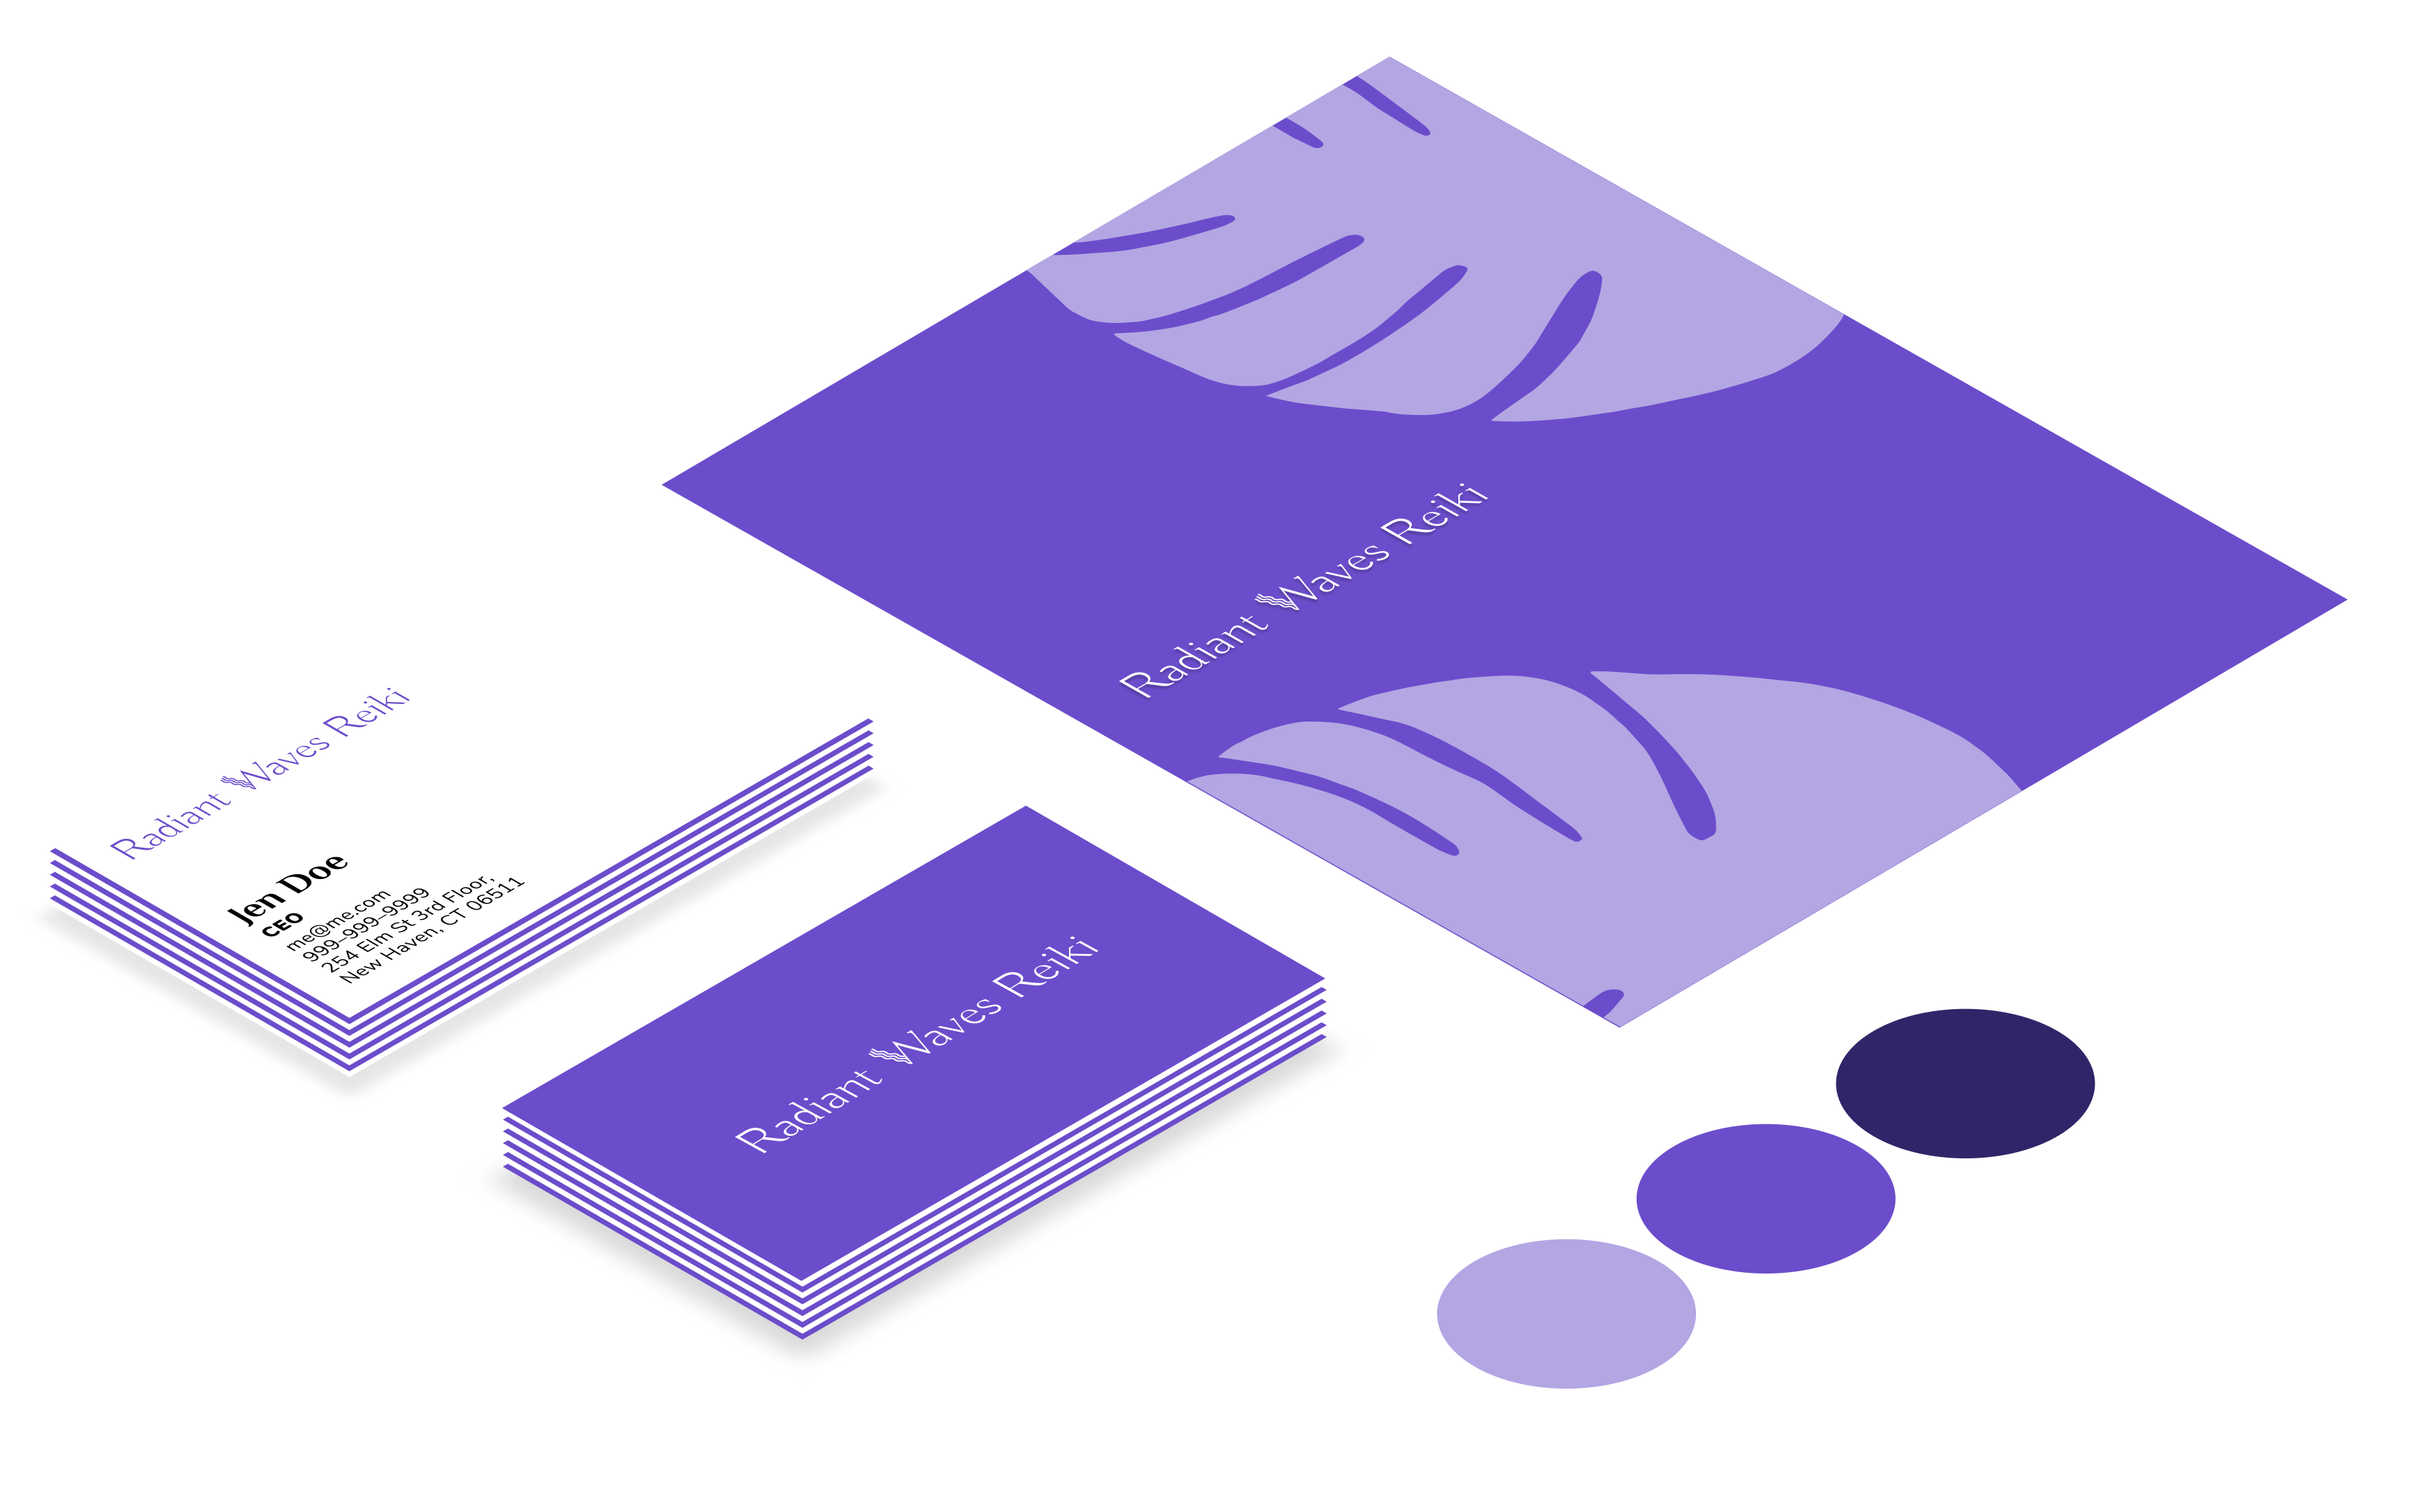 Radiant Waves Reiki
Radiant Waves Reiki
Jen Doe
CEO
me@me.com
999-999-9999
254 Elm St 3rd Floor,
New Haven, CT 06511
Radiant Waves Reiki